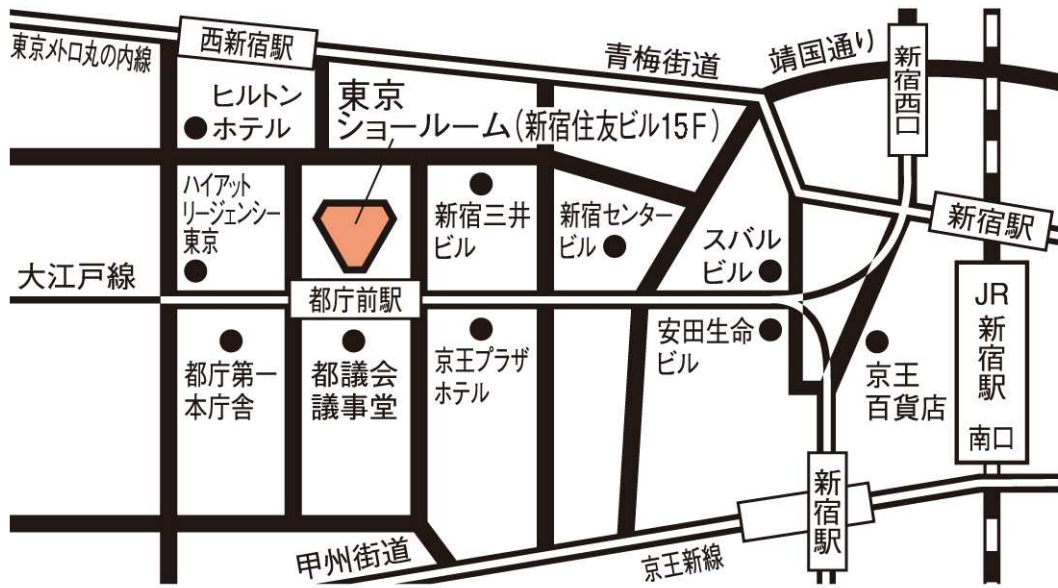 東京メトロ丸の内線
西新宿駅
青梅街道
靖国通り
新宿西口
ヒルトン
ホテル
東京
ショールーム(新宿住友ビル15F)
ハイアット
リージェンシー
東京
新宿三井
ビル
新宿センター
ビル
スバル
ビル
新宿駅
大江戸線
都庁前駅
JR
新宿駅
南口
都庁第一
本庁舎
都議会
議事堂
京王プラザ
ホテル
安田生命
ビル
京王
百貨店
新宿駅
甲州街道
京王新線